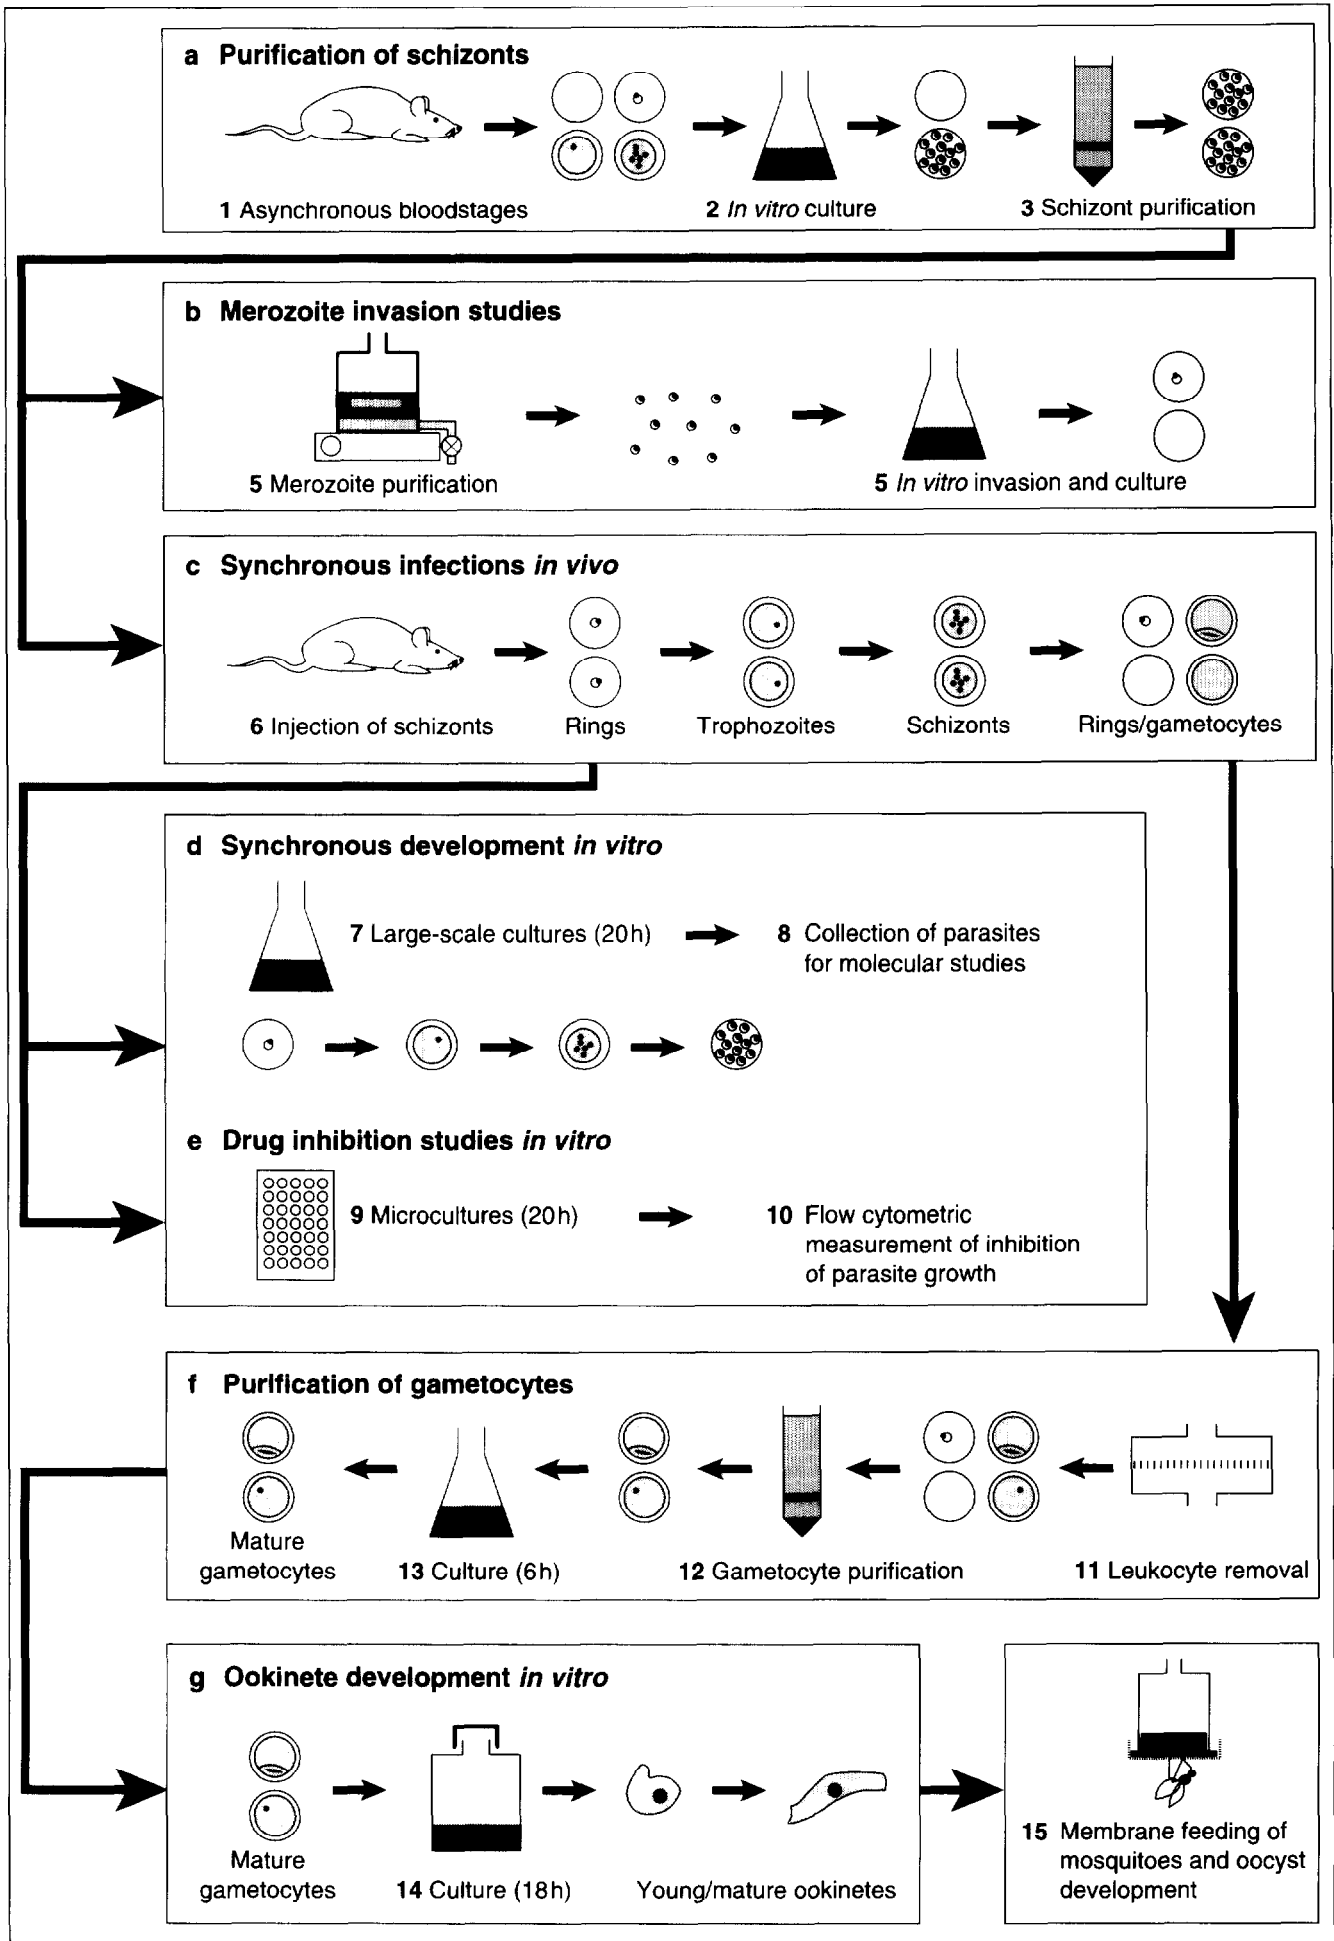 a Purification of schizonts
1 Asynchronous bloodstages
2 In vitro culture
3 Schizont purification
b Merozoite invasion studies
5 Merozoite purification
5 In vitro invasion and culture
c Synchronous infections in vivo
6 Injection of schizonts
Rings
Trophozoites
Schizonts
Rings/gametocytes
d Synchronous development in vitro
7 Large-scale cultures (20h)
8 Collection of parasites
for molecular studies
e Drug inhibition studies in vitro
9 Microcultures (20h)
10 Flow cytometric
measurement of inhibition
of parasite growth
f Purification of gametocytes
Mature
gametocytes
13 Culture (6h)
12 Gametocyte purification
11 Leukocyte removal
g Ookinete development in vitro
Mature
gametocytes
14 Culture (18h)
Young/mature ookinetes
15 Membrane feeding of
mosquitoes and oocyst
development